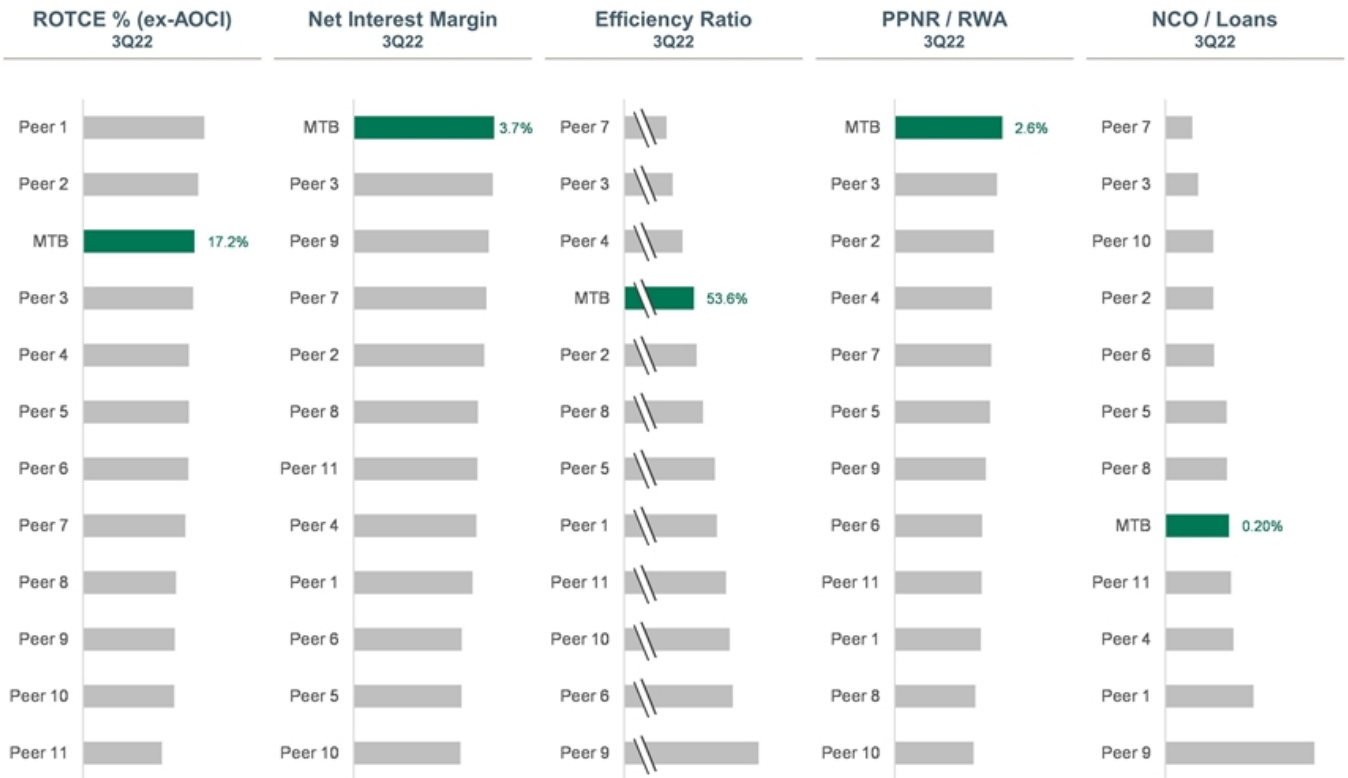 ROTCE % (ex-AOCI)
3Q22
Peer 1
Peer 2
MTB 17.2%
Peer 3
Peer 4
Peer 5
Peer 6
Peer 7
Peer 8
Peer 9
Peer 10
Peer 11
Net Interest Margin
3Q22
MTB 3.7%
Peer 3
Peer 9
Peer 7
Peer 2
Peer 8
Peer 11
Peer 4
Peer 1
Peer 6
Peer 5
Peer 10
Efficiency Ratio
3Q22
Peer 7
Peer 3
Peer 4
MTB 53.6%
Peer 2
Peer 8
Peer 5
Peer 1
Peer 11
Peer 10
Peer 6
Peer 9
PPNR / RWA
3Q22
MTB 2.6%
Peer 3
Peer 2
Peer 4
Peer 7
Peer 5
Peer 9
Peer 6
Peer 11
Peer 1
Peer 8
Peer 10
NCO / Loans
3Q22
Peer 7
Peer 3
Peer 10
Peer 2
Peer 6
Peer 5
Peer 8
MTB 0.20%
Peer 11
Peer 4
Peer 1
Peer 9